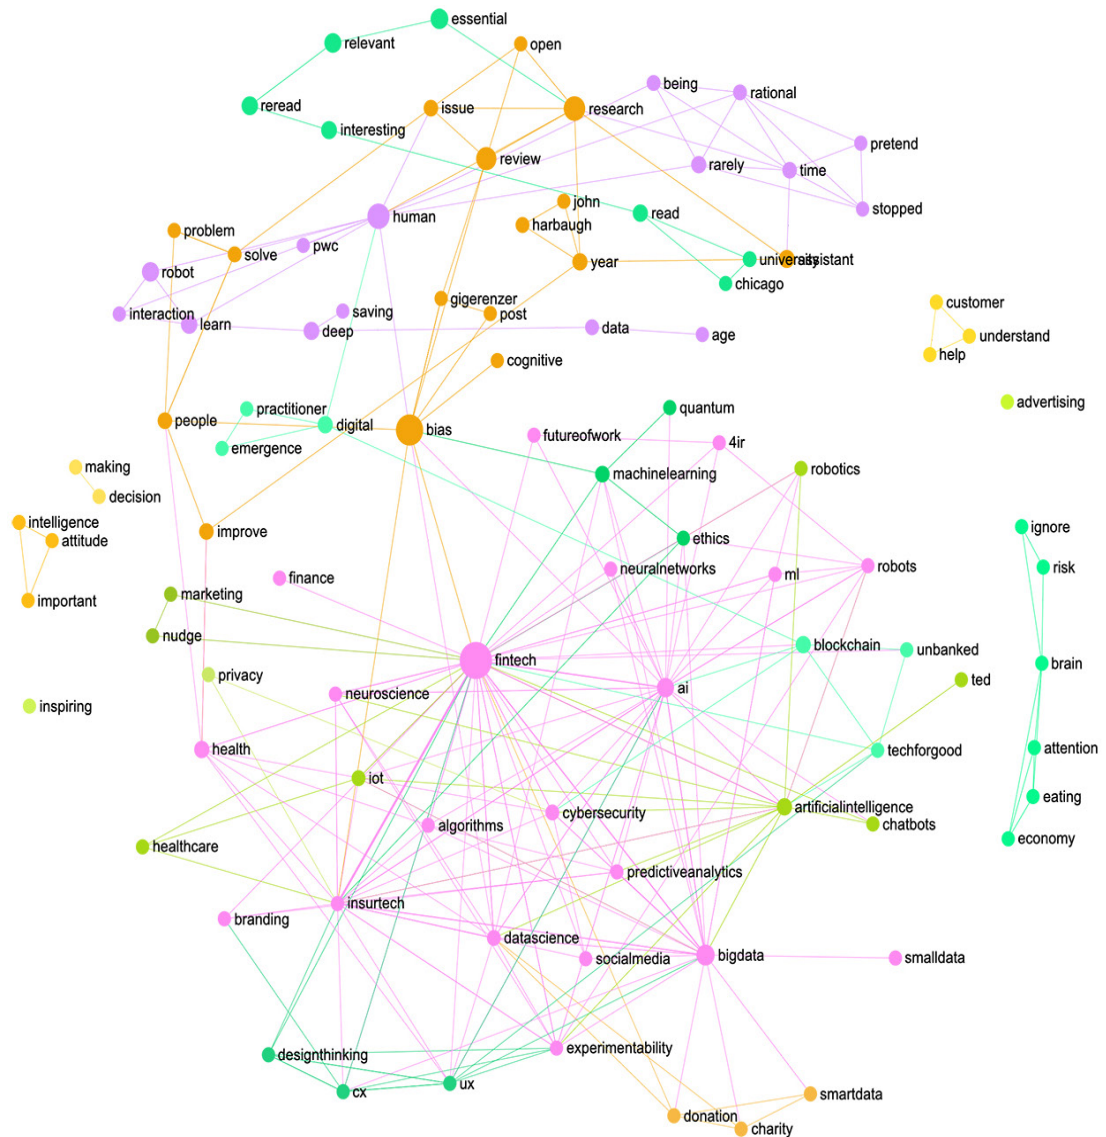 essential
relevant
open
being
rational
reread
issue
research
interesting
pretend
review
rarely
time
john
stopped
human
read
harbaugh
problem
pwc
solve
year
university
assistant
robot
chicago
gigerenzer
customer
interaction
saving
post
learn
deep
data
age
understand
help
cognitive
practitioner
quantum
advertising
people
digital
bias
futureofwork
4ir
emergence
making
machinelearning
robotics
decision
intelligence
ignore
improve
attitude
ethics
finance
neuralnetworks
ml
robots
risk
marketing
important
nudge
blockchain
unbanked
fintech
brain
privacy
ted
neuroscience
ai
inspiring
health
techforgood
attention
iot
eating
cybersecurity
artificialintelligence
algorithms
chatbots
healthcare
economy
predictiveanalytics
insurtech
branding
datascience
socialmedia
bigdata
smalldata
designthinking
experimentability
cx
ux
smartdata
donation
charity